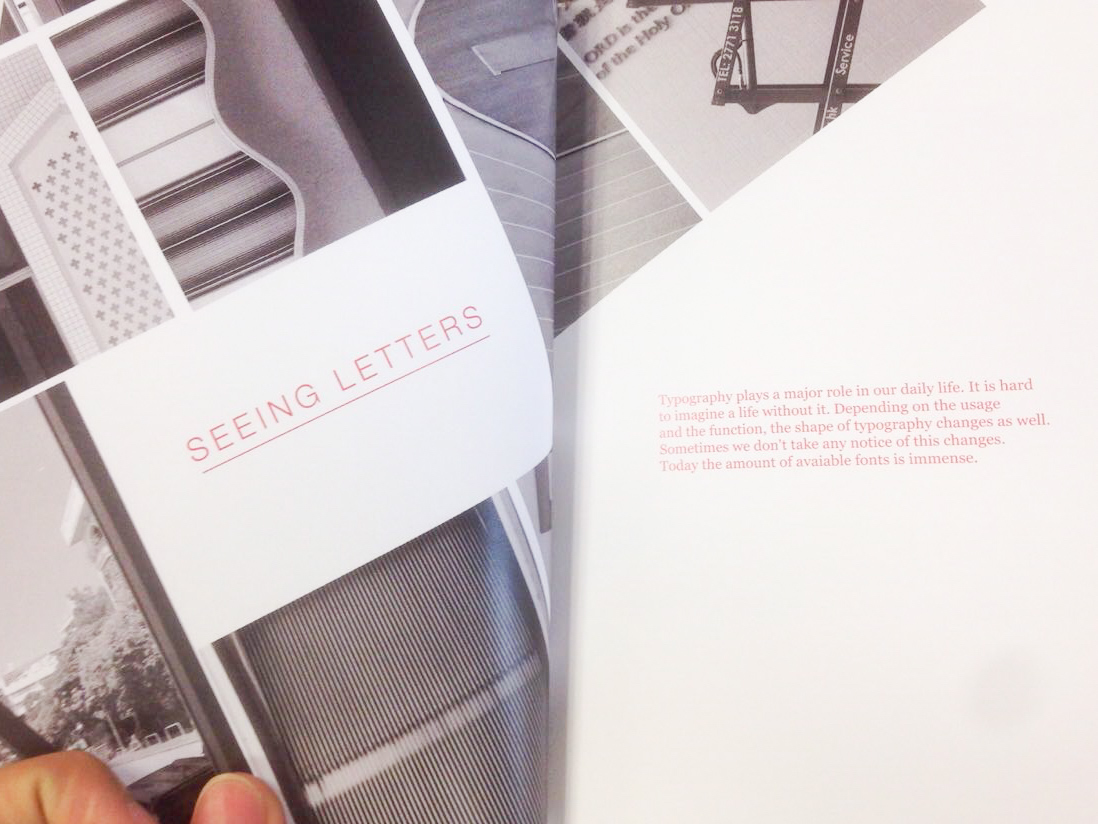 SEEING LETTERS
ORD is the
of the Holy
TEL: 2771 3118
Service
hk
Typography plays a major role in our daily life. It is hard
to imagine a life without it. Depending on the usage
and the function, the shape of typography changes as well.
Sometimes we don't take any notice of this changes.
Today the amount of avaiable fonts is immense.